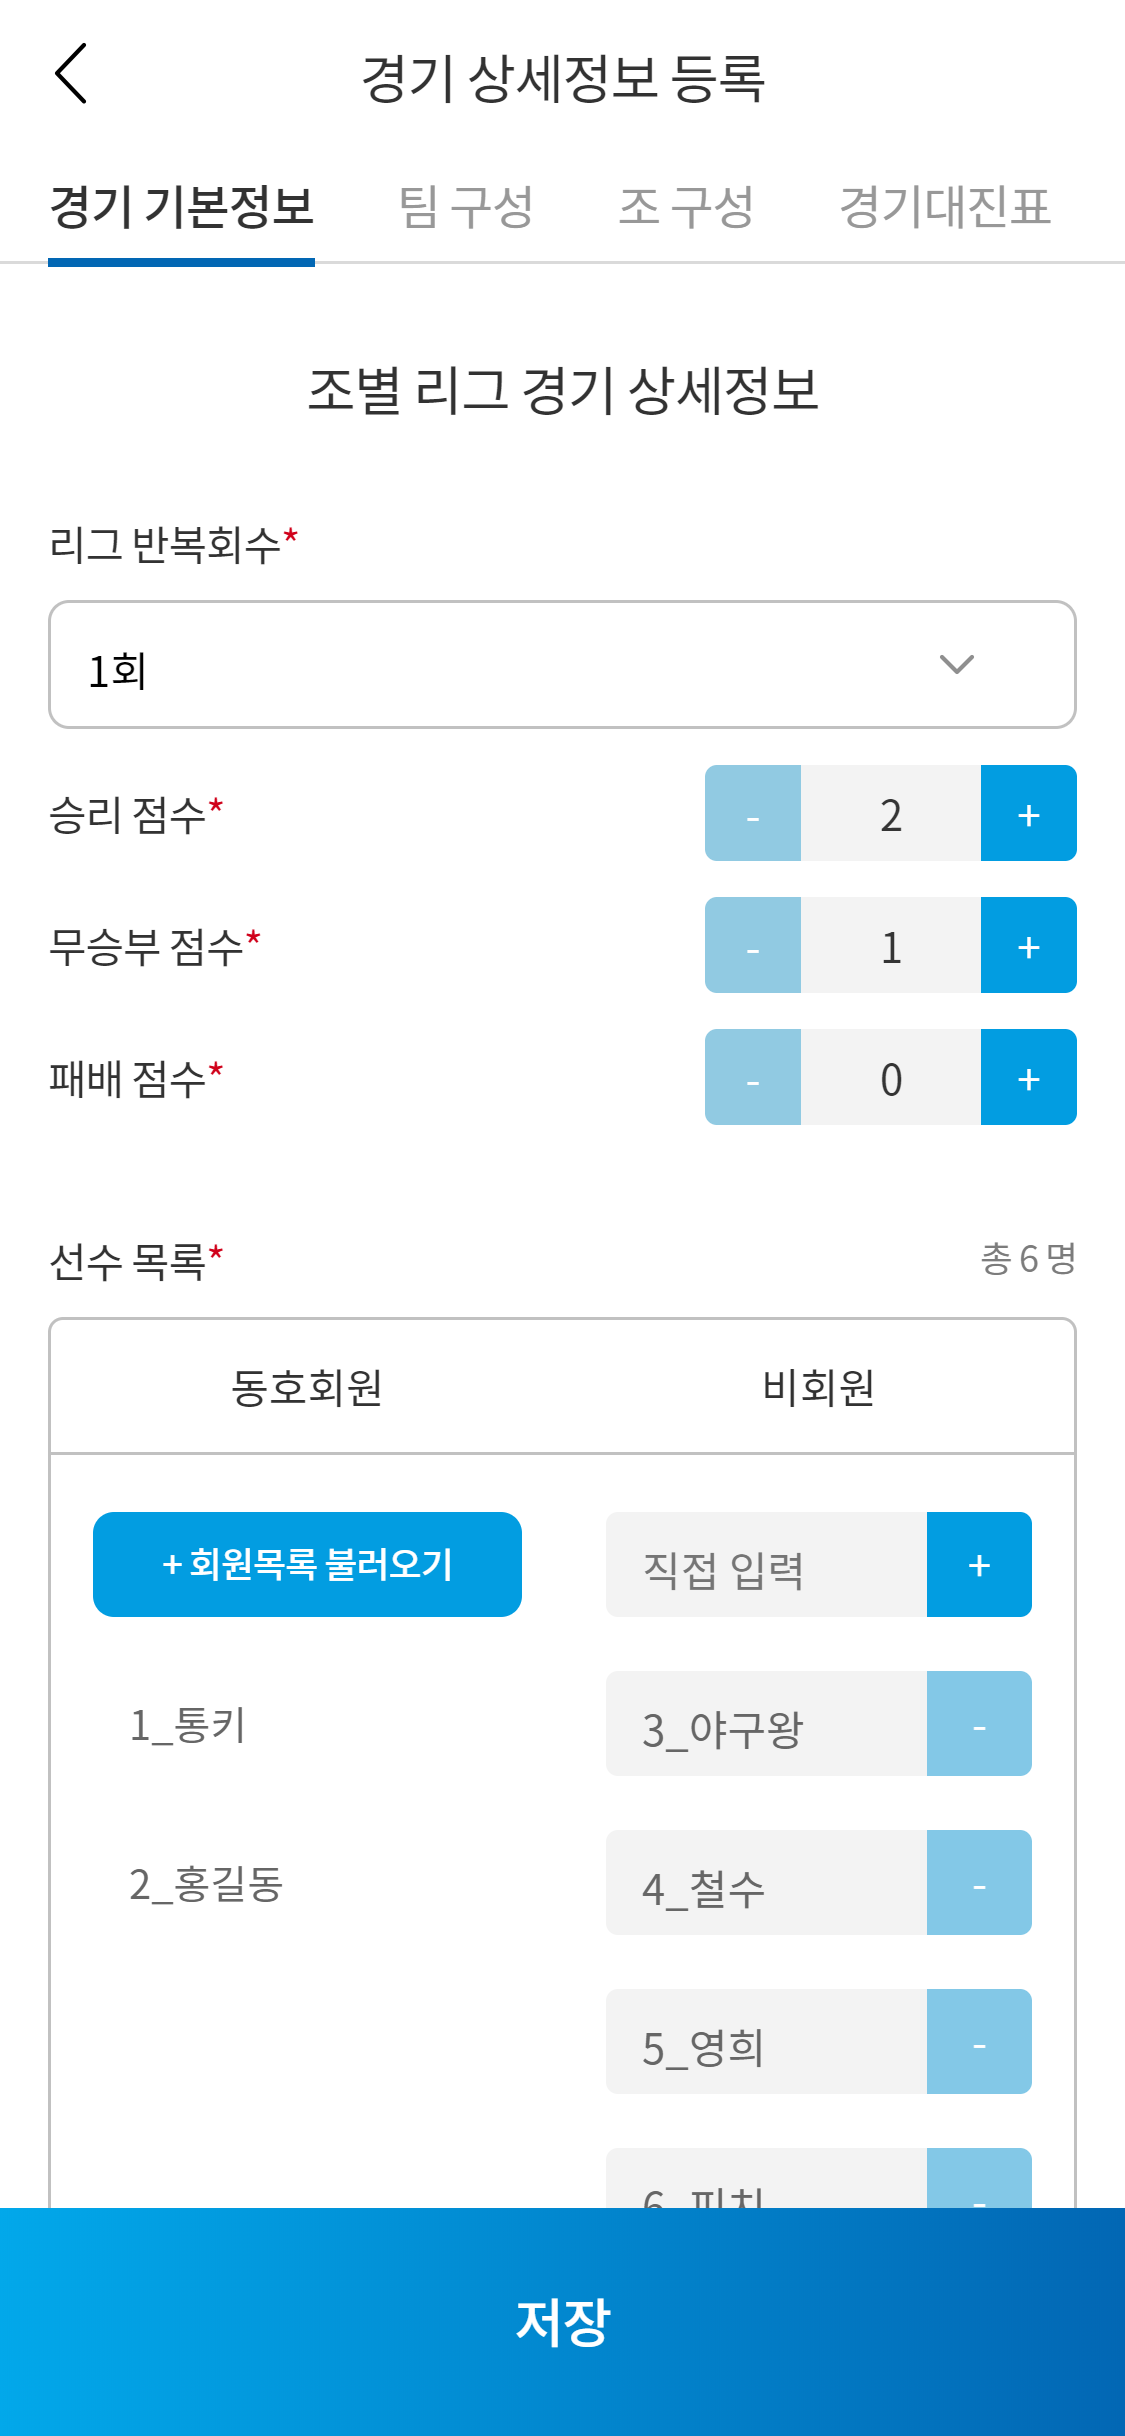 경기 상세정보 등록
경기 기본정보 팀 구성 조 구성 경기대진표
조별 리그 경기 상세정보
리그 반복회수*
1회
승리 점수* - 2 +
무승부 점수* - 1 +
패배 점수* - 0 +
선수 목록* 총 6 명
동호회원 비회원
+ 회원목록 불러오기 직접 입력 +
1_통키 3_야구왕 -
2_홍길동 4_철수 -
5_영희 -
저장